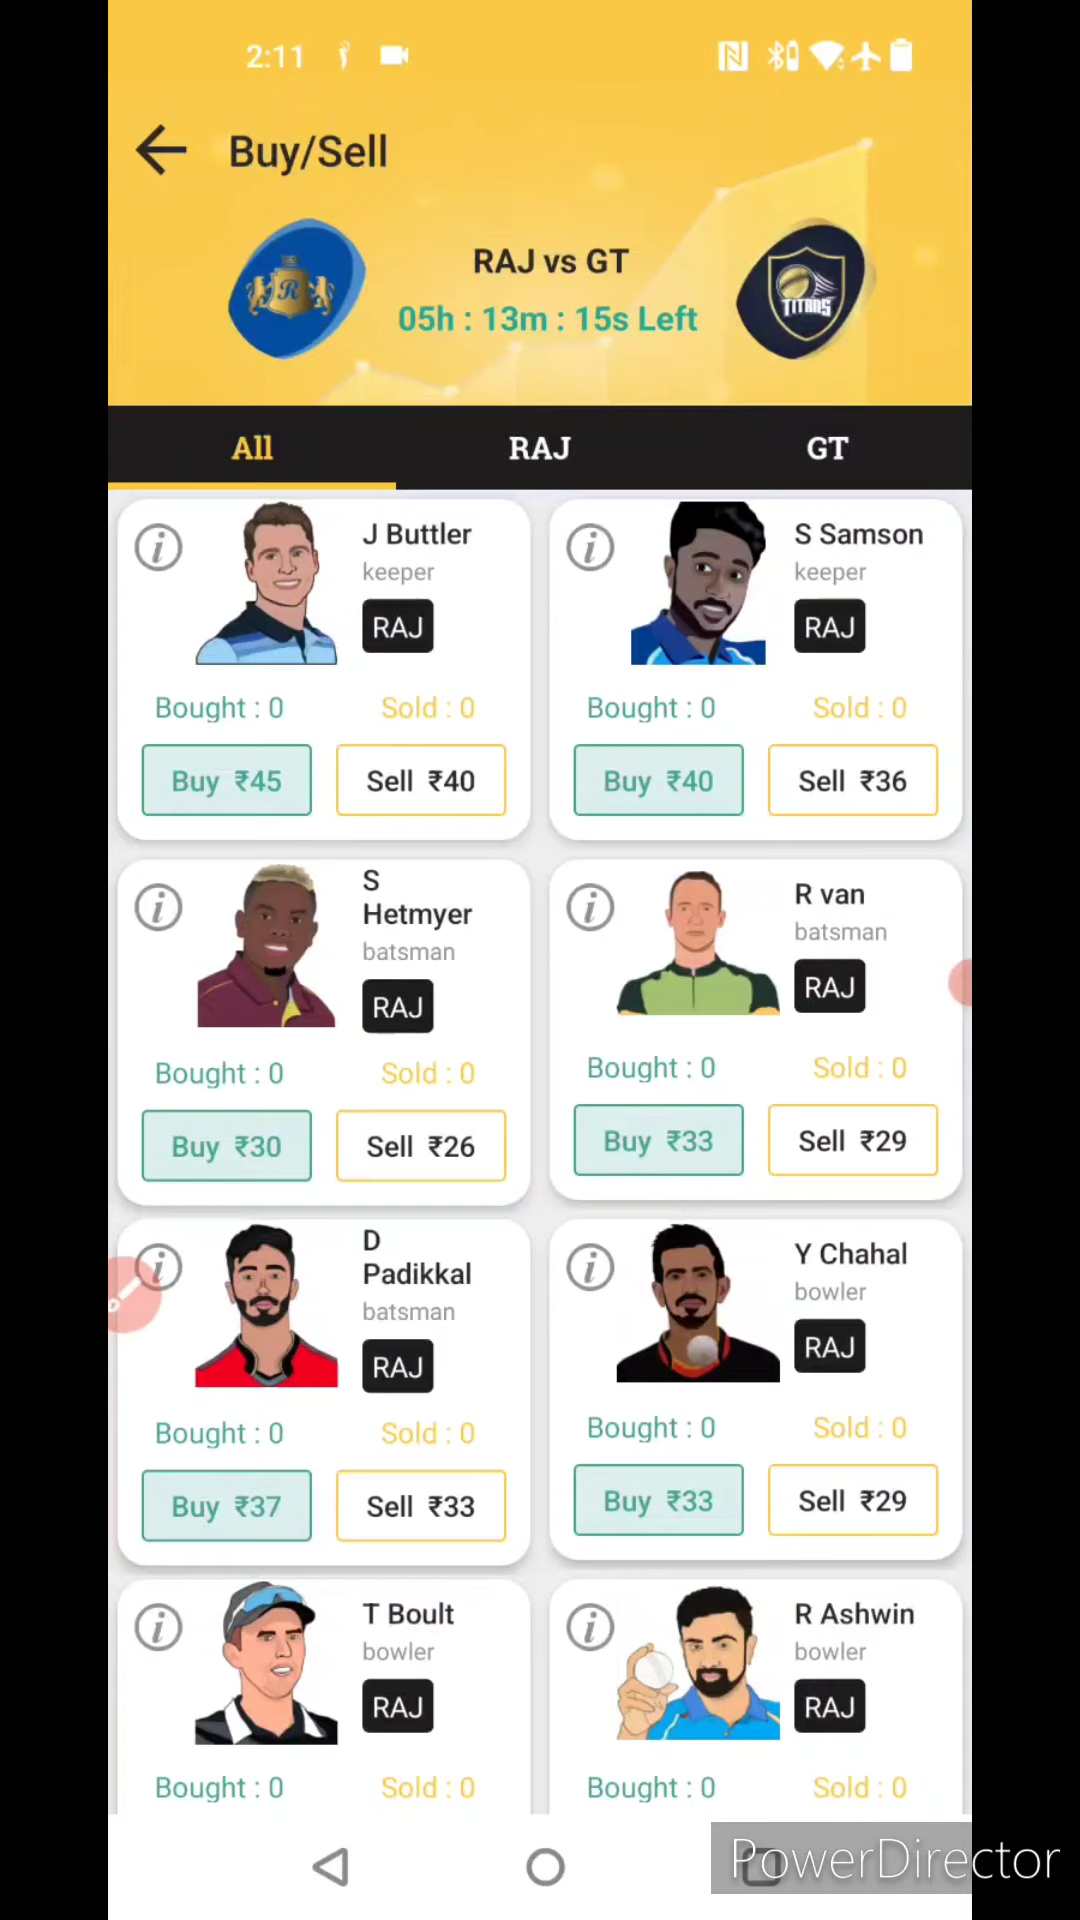 2:11
Buy/Sell
RAJ vs GT
05h : 13m : 15s Left
R
TITANS
All RAJ GT
J Buttler
keeper
RAJ
Bought : 0 Sold : 0
Buy ₹45 Sell ₹40
S Samson
keeper
RAJ
Bought : 0 Sold : 0
Buy ₹40 Sell ₹36
S
Hetmyer
batsman
RAJ
Bought : 0 Sold : 0
Buy ₹30 Sell ₹26
R van
batsman
RAJ
Bought : 0 Sold : 0
Buy ₹33 Sell ₹29
D
Padikkal
batsman
RAJ
Bought : 0 Sold : 0
Buy ₹37 Sell ₹33
Y Chahal
bowler
RAJ
Bought : 0 Sold : 0
Buy ₹33 Sell ₹29
T Boult
bowler
RAJ
Bought : 0 Sold : 0
R Ashwin
bowler
RAJ
Bought : 0 Sold : 0
PowerDirector